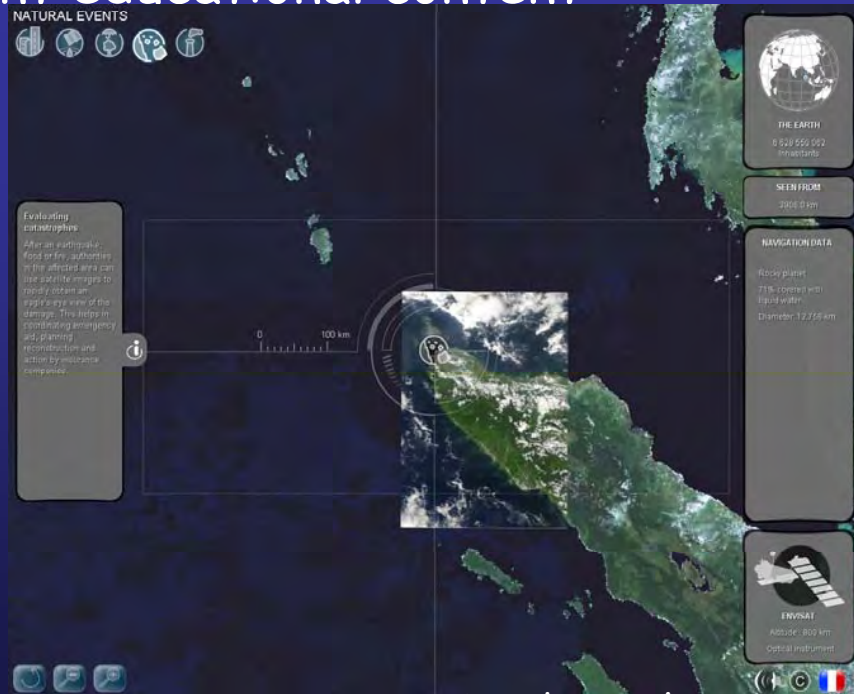 NATURAL EVENTS
Evaluating
catastrophes
After an earthquake,
flood or fire, authorities
in the affected area can
use satellite images to
rapidly obtain an
eagle's-eye view of the
damage. This helps in
coordinating emergency
aid, planning
reconstruction and
action by insurance
companies.
0 100 km
THE EARTH
inhabitants
SEEN FROM
NAVIGATION DATA
Rocky planet
71% covered with
liquid water.
Diameter: 12,756 km
ENVISAT
Altitude: 800 km
Optical instrument